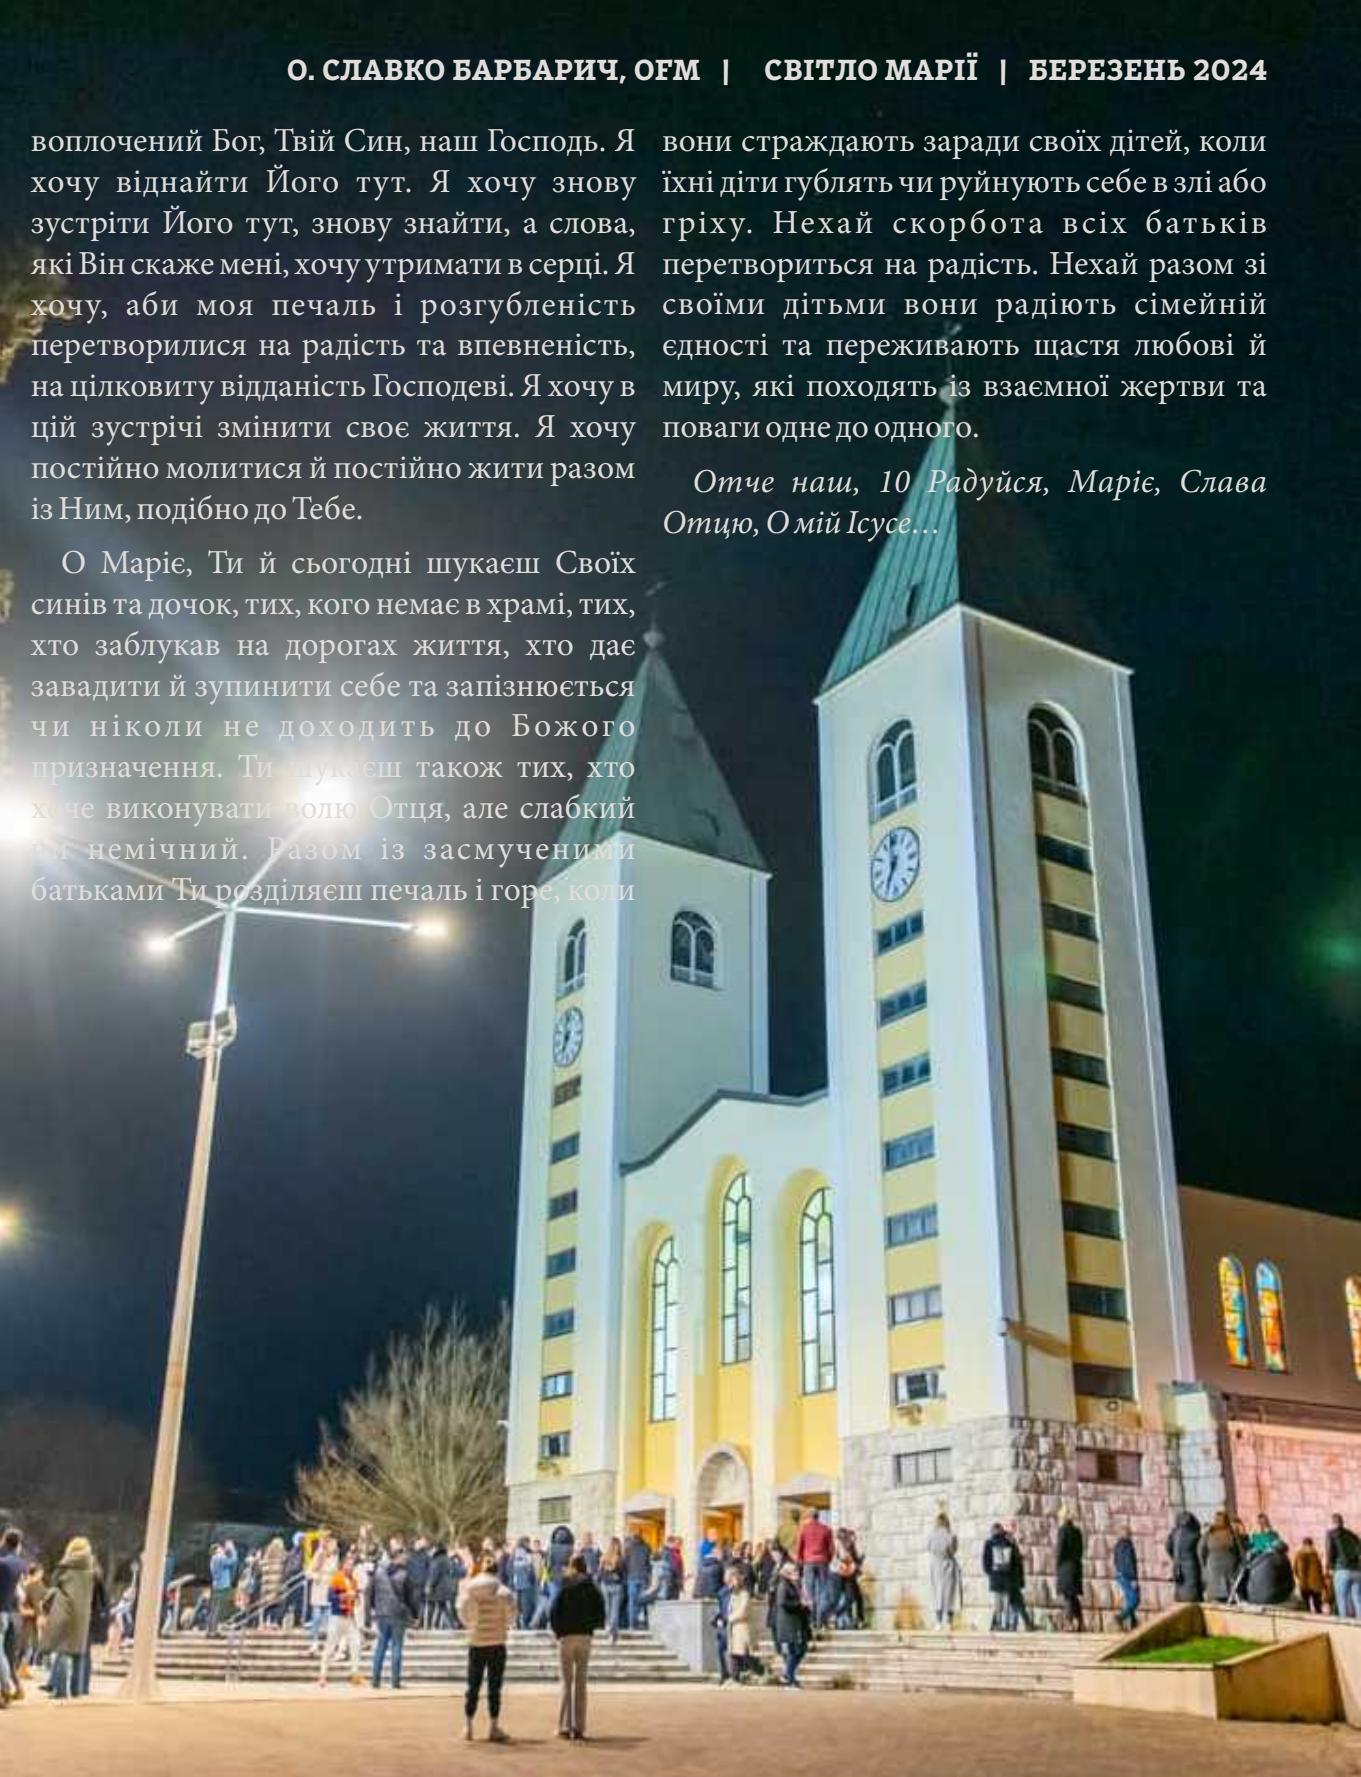 О. СЛАВКО БАРБАРИЧ, OFM | СВІТЛО МАРІЇ | БЕРЕЗЕНЬ 2024
воплочений Бог, Твій Син, наш Господь. Я
хочу віднайти Його тут. Я хочу знову
зустріти Його тут, знову знайти, а слова,
які Він скаже мені, хочу утримати в серці. Я
хочу, аби моя печаль і розгубленість
перетворилися на радість та впевненість,
на цілковиту відданість Господеві. Я хочу в
цій зустрічі змінити своє життя. Я хочу
постійно молитися й постійно жити разом
із Ним, подібно до Тебе.
О Маріє, Ти й сьогодні шукаєш Своїх
синів та дочок, тих, кого немає в храмі, тих,
хто заблукав на дорогах життя, хто дає
завадити й зупинити себе та запізнюється
чи ніколи не доходить до Божого
призначення. Ти шукаєш також тих, хто
хоче виконувати волю Отця, але слабкий
чи немічний. Разом із засмученими
батьками Ти розділяєш печаль і горе, коли
вони страждають заради своїх дітей, коли
їхні діти гублять чи руйнують себе в злі або
гріху. Нехай скорбота всіх батьків
перетвориться на радість. Нехай разом зі
своїми дітьми вони радіють сімейній
єдності та переживають щастя любові й
миру, які походять із взаємної жертви та
поваги одне до одного.
Отче наш, 10 Радуйся, Маріє, Слава
Отцю, О мій Ісусе…